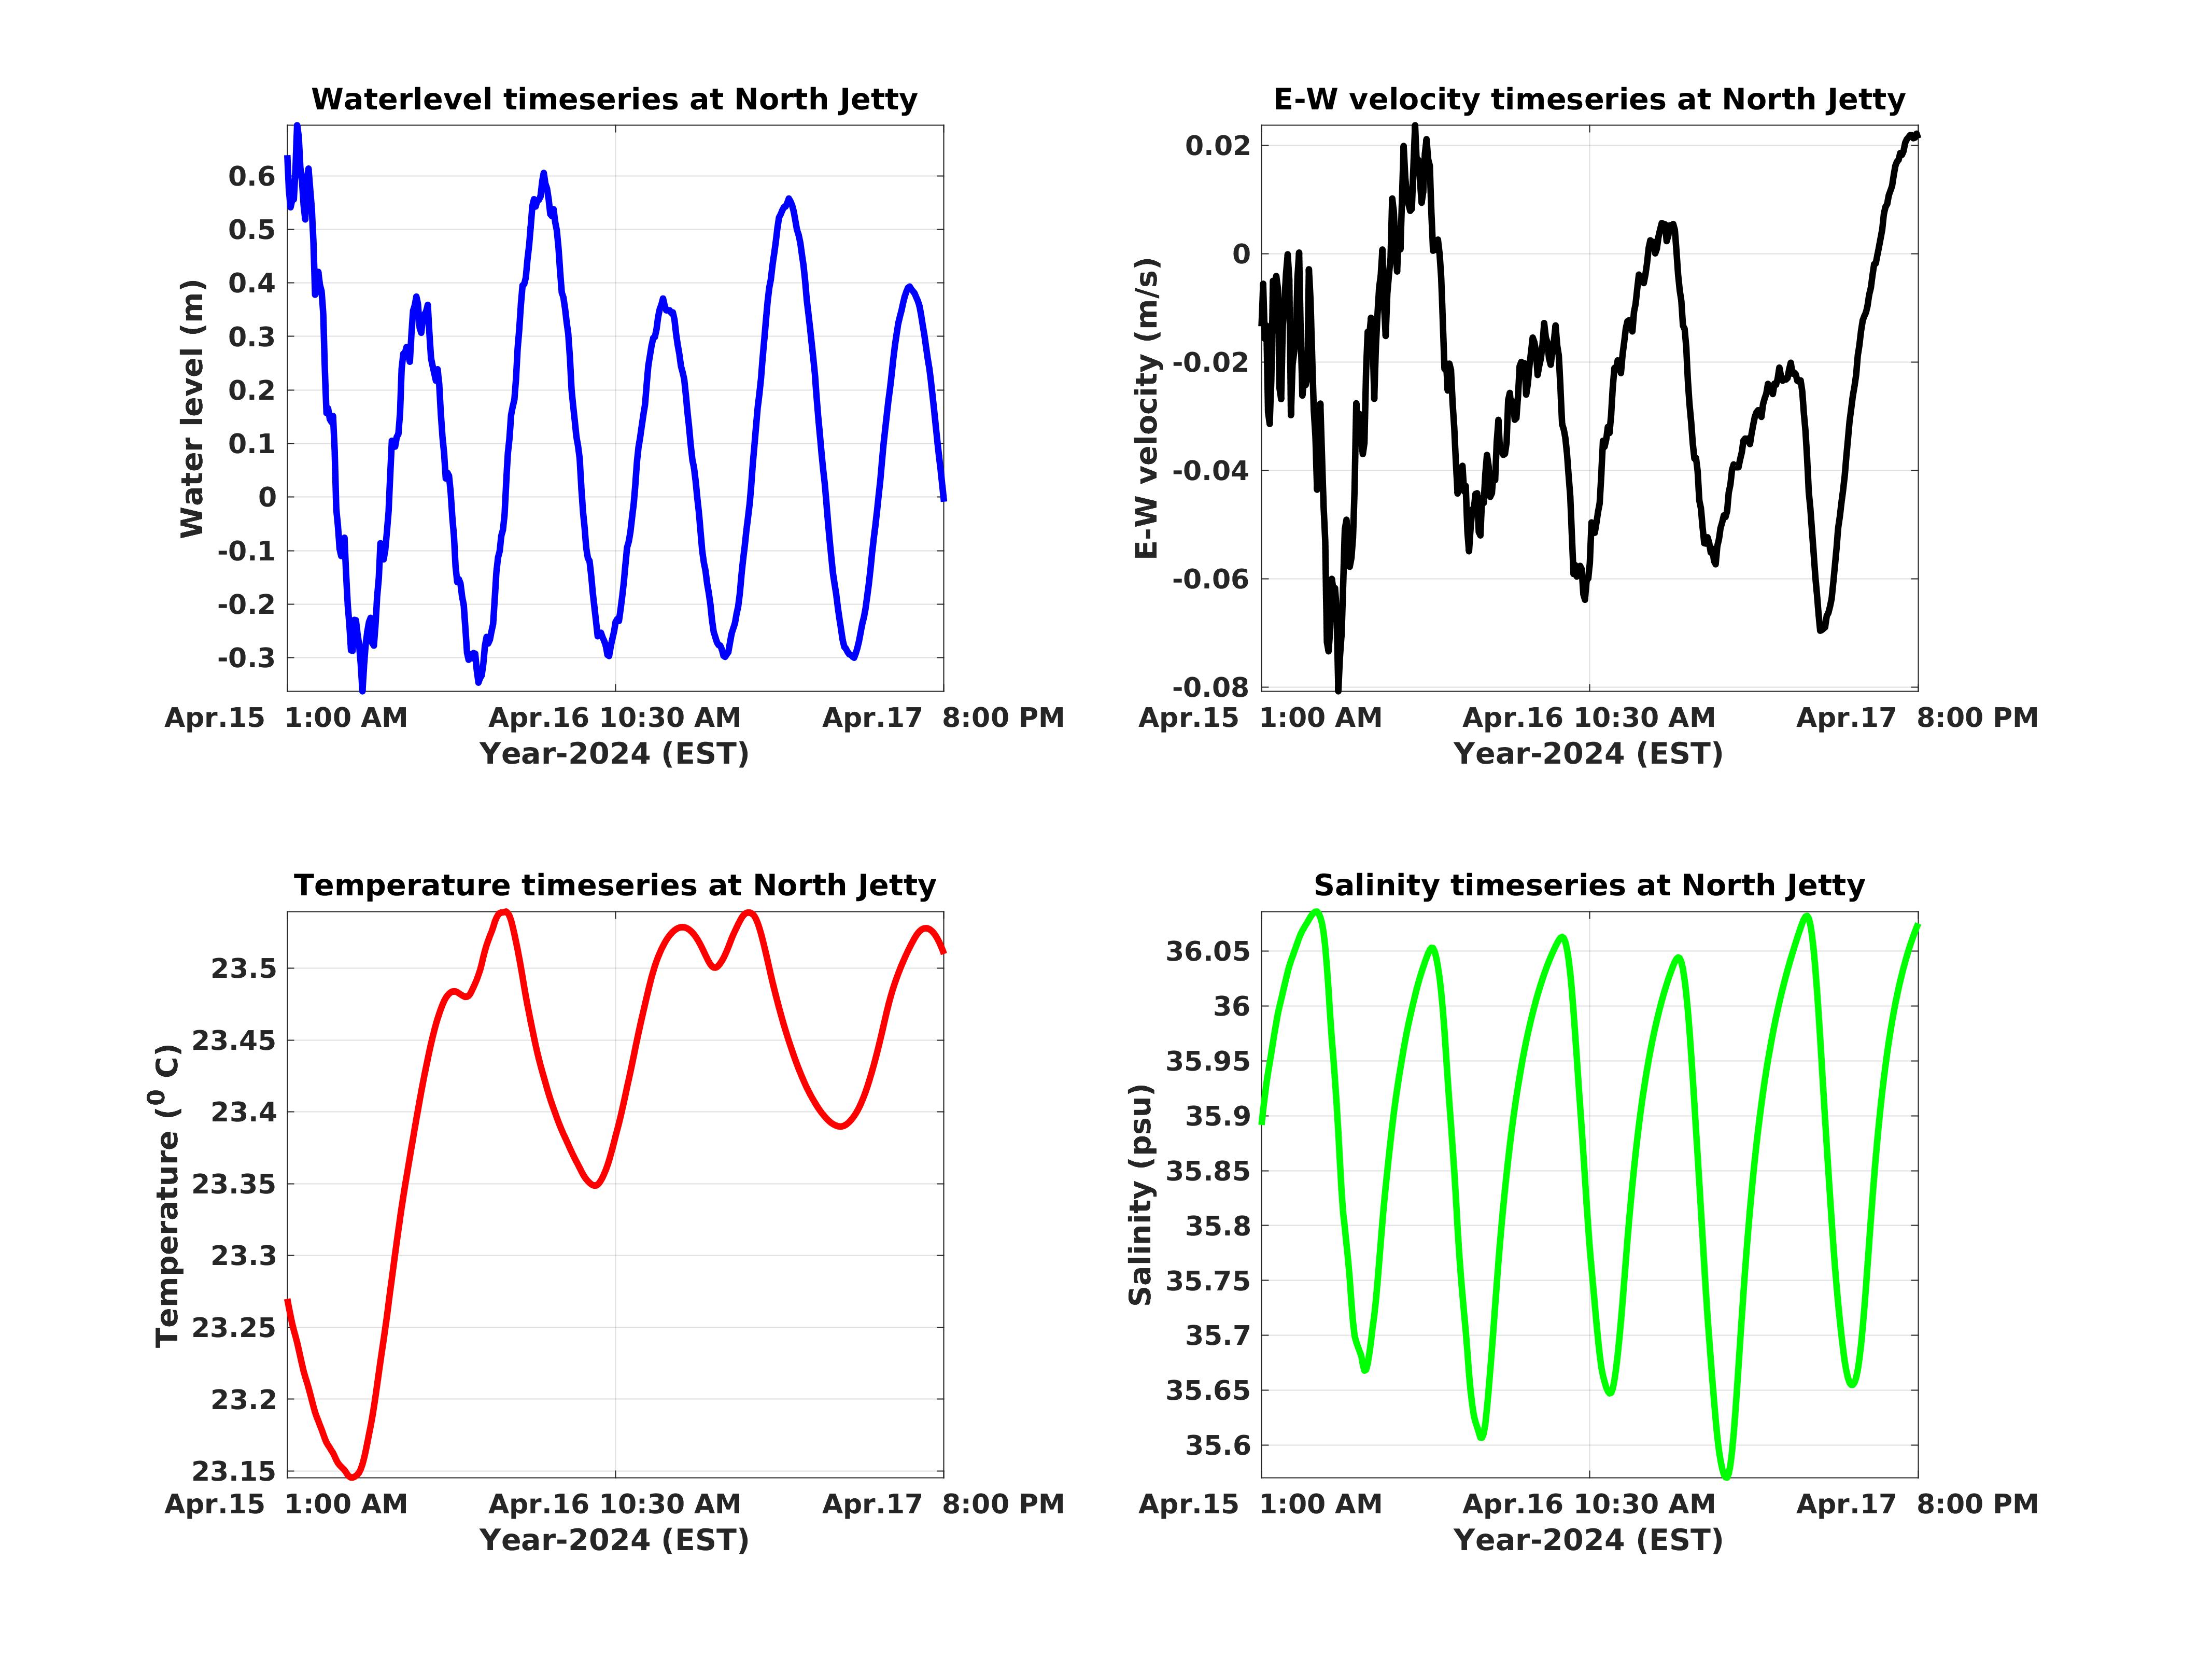 Waterlevel timeseries at North Jetty
0.6
0.5
0.4
0.3
0.2
0.1
0
-0.1
-0.2
-0.3
Water level (m)
Apr.15 1:00 AM Apr.16 10:30 AM Apr.17 8:00 PM
Year-2024 (EST)
E-W velocity timeseries at North Jetty
0.02
0
-0.02
-0.04
-0.06
-0.08
E-W velocity (m/s)
Apr.15 1:00 AM Apr.16 10:30 AM Apr.17 8:00 PM
Year-2024 (EST)
Temperature timeseries at North Jetty
23.5
23.45
23.4
23.35
23.3
23.25
23.2
23.15
Temperature (⁰ C)
Apr.15 1:00 AM Apr.16 10:30 AM Apr.17 8:00 PM
Year-2024 (EST)
Salinity timeseries at North Jetty
36.05
36
35.95
35.9
35.85
35.8
35.75
35.7
35.65
35.6
Salinity (psu)
Apr.15 1:00 AM Apr.16 10:30 AM Apr.17 8:00 PM
Year-2024 (EST)